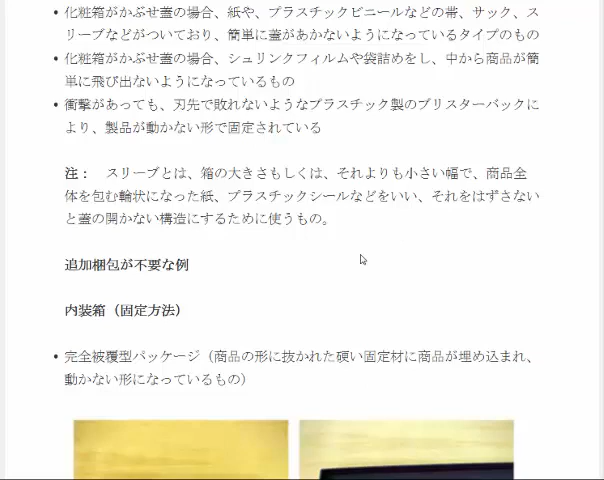 • 化粧箱がかぶせ蓋の場合、紙や、プラスチックビニールなどの帯、サック、ス
リーブなどがついており、簡単に蓋があかないようになっているタイプのもの
• 化粧箱がかぶせ蓋の場合、シュリンクフィルムや袋詰めをし、中から商品が簡
単に飛び出ないようになっているもの
• 衝撃があっても、刃先で敗れないようなプラスチック製のブリスターパックに
より、製品が動かない形で固定されている
注： スリーブとは、箱の大きさもしくは、それよりも小さい幅で、商品全
体を包む輪状になった紙、プラスチックシールなどをいい、それをはずさない
と蓋の開かない構造にするために使うもの。
追加梱包が不要な例
内装箱（固定方法）
• 完全被覆型パッケージ（商品の形に抜かれた硬い固定材に商品が埋め込まれ、
動かない形になっているもの）